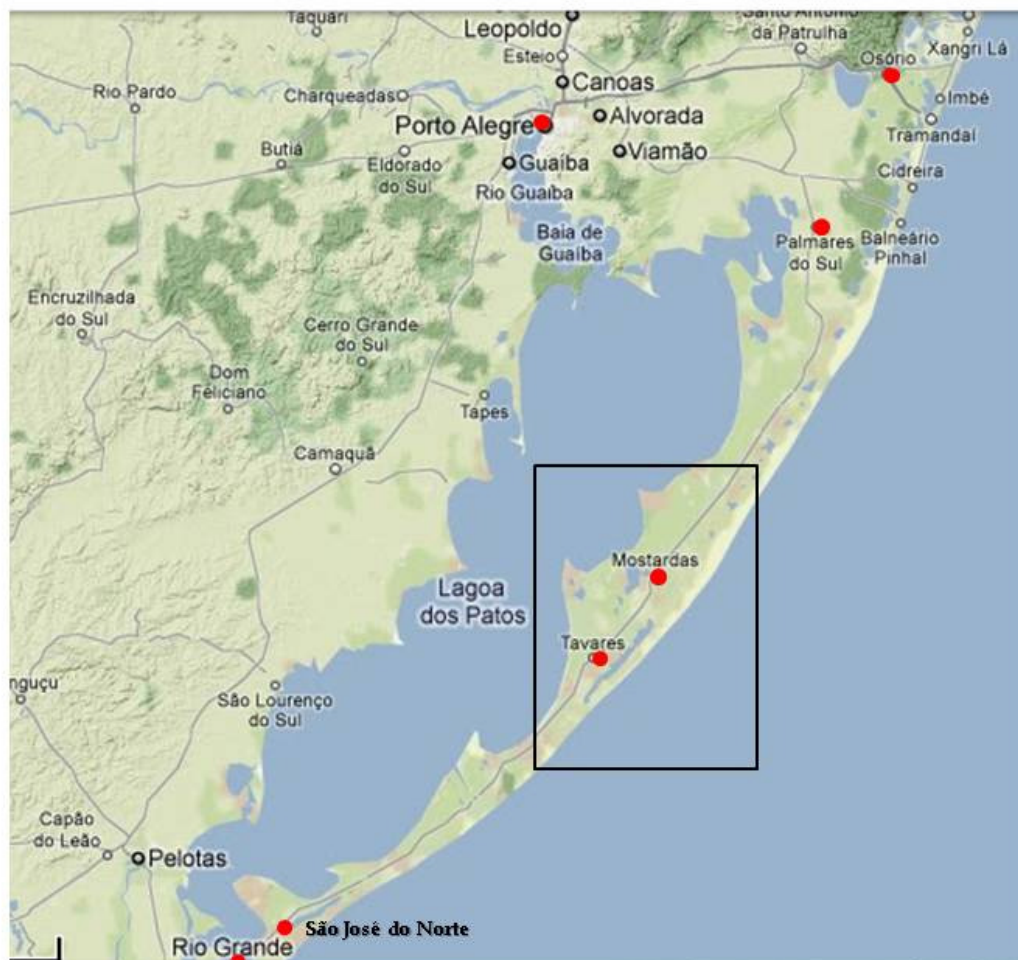 Taquari
Leopoldo
Santo Antônio
da Patrulha
Xangri Lá
Esteio
Osório
Canoas
Rio Pardo
Charqueadas
Imbé
Porto Alegre
Alvorada
Tramandaí
Butiá
Eldorado
do Sul
Guaíba
Viamão
Cidreira
Rio Guaíba
Baia de
Guaíba
Palmares
do Sul
Balneário
Pinhal
Encruzilhada
do Sul
Cerro Grande
do Sul
Dom
Feliciano
Tapes
Camaquã
Mostardas
Lagoa
dos Patos
Tavares
nguçu
São Lourenço
do Sul
Capão
do Leão
Pelotas
São José do Norte
Rio Grande